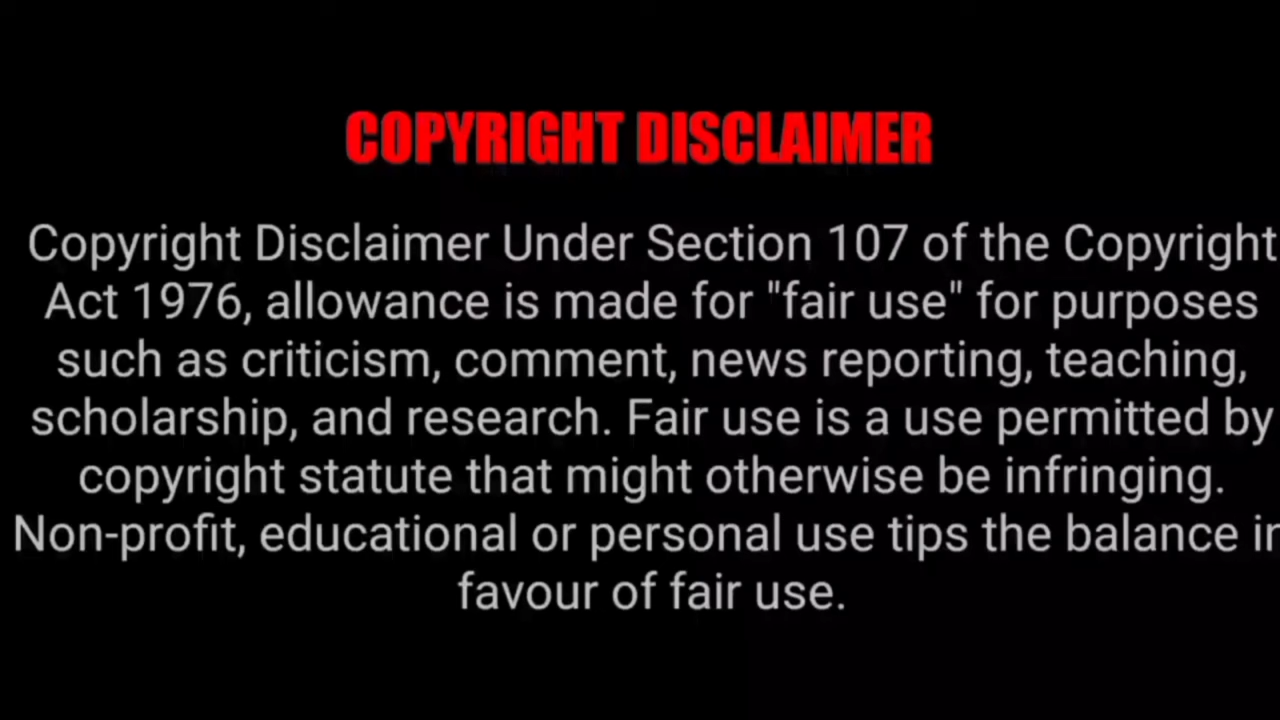 COPYRIGHT DISCLAIMER
Copyright Disclaimer Under Section 107 of the Copyright
Act 1976, allowance is made for "fair use" for purposes
such as criticism, comment, news reporting, teaching,
scholarship, and research. Fair use is a use permitted by
copyright statute that might otherwise be infringing.
Non-profit, educational or personal use tips the balance in
favour of fair use.